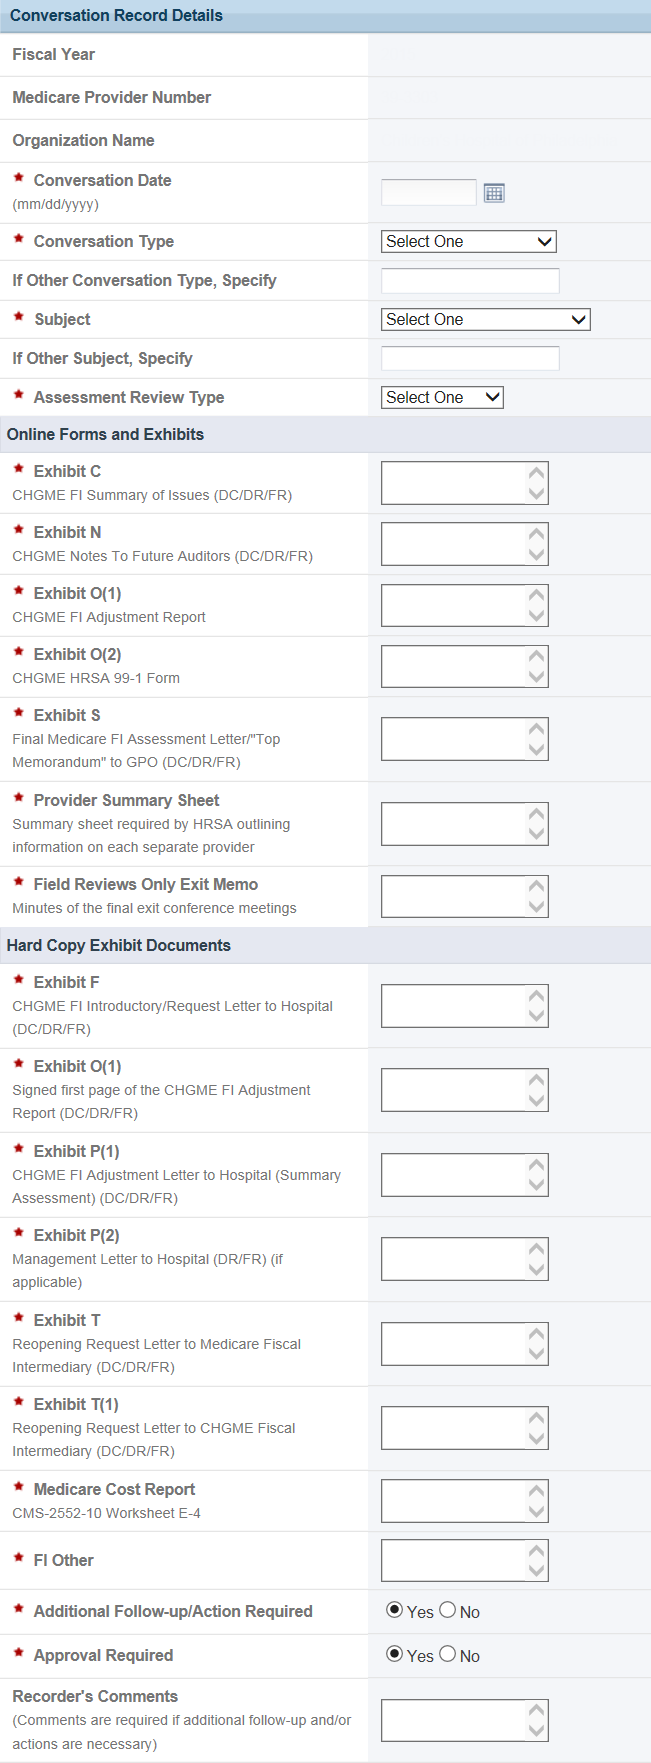 Conversation Record Details
Fiscal Year
Medicare Provider Number
Organization Name
* Conversation Date
(mm/dd/yyyy)
* Conversation Type Select One
If Other Conversation Type, Specify
* Subject Select One
If Other Subject, Specify
* Assessment Review Type Select One
Online Forms and Exhibits
* Exhibit C
CHGME FI Summary of Issues (DC/DR/FR)
* Exhibit N
CHGME Notes To Future Auditors (DC/DR/FR)
* Exhibit O(1)
CHGME FI Adjustment Report
* Exhibit O(2)
CHGME HRSA 99-1 Form
* Exhibit S
Final Medicare FI Assessment Letter/"Top
Memorandum" to GPO (DC/DR/FR)
* Provider Summary Sheet
Summary sheet required by HRSA outlining
information on each separate provider
* Field Reviews Only Exit Memo
Minutes of the final exit conference meetings
Hard Copy Exhibit Documents
* Exhibit F
CHGME FI Introductory/Request Letter to Hospital
(DC/DR/FR)
* Exhibit O(1)
Signed first page of the CHGME FI Adjustment
Report (DC/DR/FR)
* Exhibit P(1)
CHGME FI Adjustment Letter to Hospital (Summary
Assessment) (DC/DR/FR)
* Exhibit P(2)
Management Letter to Hospital (DR/FR) (if
applicable)
* Exhibit T
Reopening Request Letter to Medicare Fiscal
Intermediary (DC/DR/FR)
* Exhibit T(1)
Reopening Request Letter to CHGME Fiscal
Intermediary (DC/DR/FR)
* Medicare Cost Report
CMS-2552-10 Worksheet E-4
* FI Other
* Additional Follow-up/Action Required Yes No
* Approval Required Yes No
Recorder's Comments
(Comments are required if additional follow-up and/or
actions are necessary)